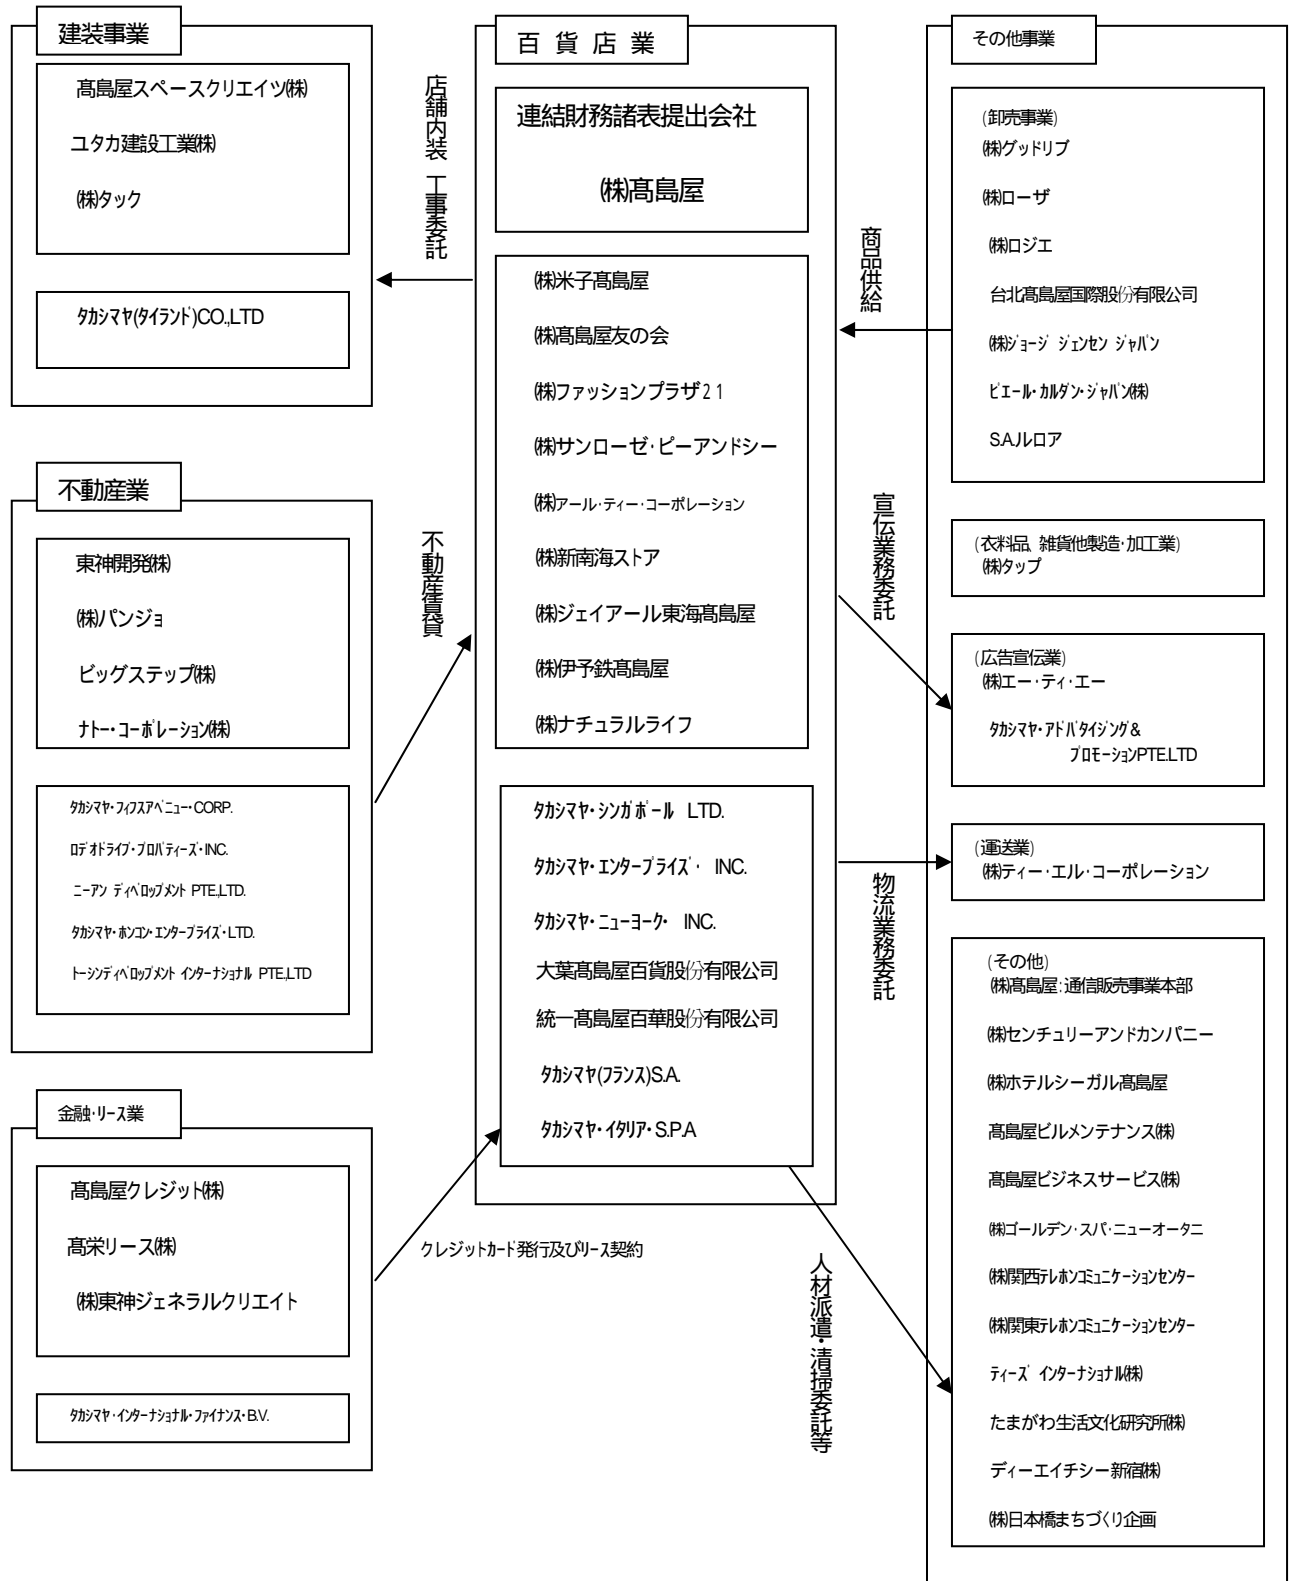 建装事業
髙島屋スペースクリエイツ㈱
ユタカ建設工業㈱
㈱タック
タカシマヤ(タイランド)CO.,LTD
不動産業
東神開発㈱
㈱パンジョ
ビッグステップ㈱
ナトー・コーポレーション㈱
タカシマヤ・フィフスアベニュー・CORP.
ロデオドライブ・プロパティーズ・INC.
ニーアン ディベロップメント PTE,LTD.
タカシマヤ・ホンコン・エンタープライズ・LTD.
トーシンディベロップメント インターナショナル PTE,LTD
金融・リース業
髙島屋クレジット㈱
髙栄リース㈱
㈱東神ジェネラルクリエイト
タカシマヤ・インターナショナル・ファイナンス・B.V.
店舗内装 工事委託
不動産賃貸
クレジットカード発行及びリース契約
百貨店業
連結財務諸表提出会社
㈱髙島屋
㈱米子髙島屋
㈱髙島屋友の会
㈱ファッションプラザ21
㈱サンローゼ・ピーアンドシー
㈱アール・ティー・コーポレーション
㈱新南海ストア
㈱ジェイアール東海髙島屋
㈱伊予鉄髙島屋
㈱ナチュラルライフ
タカシマヤ・シンガポール LTD.
タカシマヤ・エンタープライズ・ INC.
タカシマヤ・ニューヨーク・ INC.
大葉髙島屋百貨股份有限公司
統一髙島屋百華股份有限公司
タカシマヤ(フランス)S.A.
タカシマヤ・イタリア・S.P.A
商品供給
宣伝業務委託
物流業務委託
人材派遣・清掃委託等
その他事業
(卸売事業)
㈱グッドリブ
㈱ローザ
㈱ロジエ
台北髙島屋国際股份有限公司
㈱ジョージ ジェンセン ジャパン
ピエール・カルダン・ジャパン㈱
S.A.ルロア
(衣料品、雑貨他製造・加工業)
㈱タップ
(広告宣伝業)
㈱エー・ティ・エー
タカシマヤ・アドバタイジング&
プロモーションPTE.LTD
(運送業)
㈱ティー・エル・コーポレーション
(その他)
㈱髙島屋:通信販売事業本部
㈱センチュリーアンドカンパニー
㈱ホテルシーガル髙島屋
髙島屋ビルメンテナンス㈱
髙島屋ビジネスサービス㈱
㈱ゴールデン・スパ・ニューオータニ
㈱関西テレホンコミュニケーションセンター
㈱関東テレホンコミュニケーションセンター
ティーズ インターナショナル㈱
たまがわ生活文化研究所㈱
ディーエイチシー新宿㈱
㈱日本橋まちづくり企画